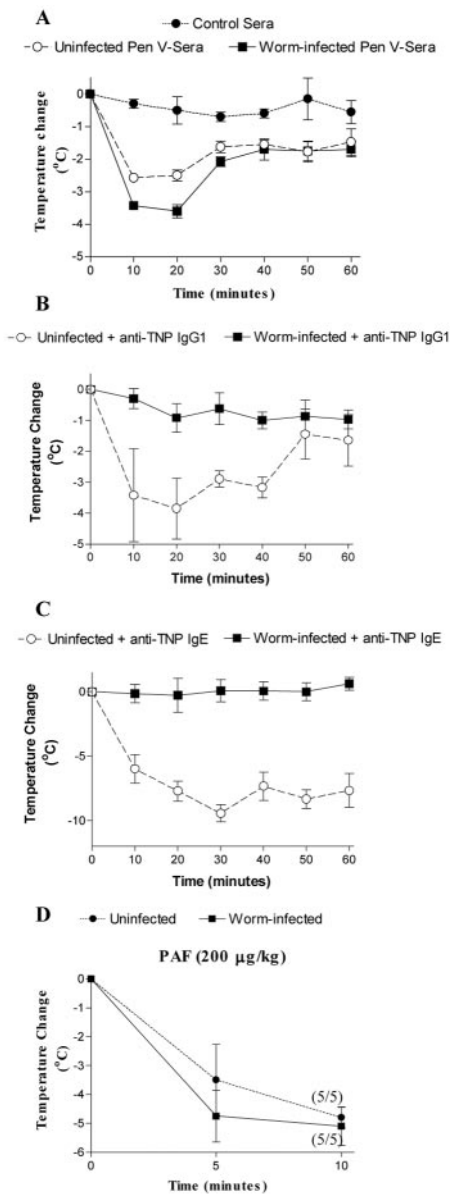 A
Control Sera
Uninfected Pen V-Sera Worm-infected Pen V-Sera
0
-1
-2
-3
-4
-5
Temperature change
(°C)
0 10 20 30 40 50 60
Time (minutes)
B
Uninfected + anti-TNP IgG1 Worm-infected + anti-TNP IgG1
0
-1
-2
-3
-4
-5
Temperature Change
(°C)
0 10 20 30 40 50 60
Time (minutes)
C
Uninfected + anti-TNP IgE Worm-infected + anti-TNP IgE
0
-5
-10
Temperature Change
(°C)
0 10 20 30 40 50 60
Time (minutes)
D
Uninfected Worm-infected
PAF (200 µg/kg)
0
-1
-2
-3
-4
-5
-6
Temperature Change
(°C)
(5/5)
(5/5)
0 5 10
Time (minutes)